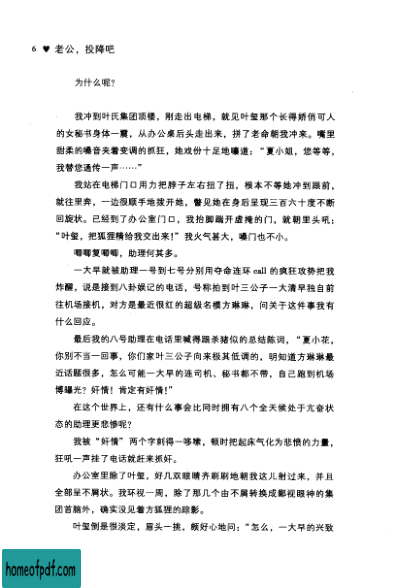 6 ♥ 老公，投降吧
为什么呢？
我冲到叶氏集团顶楼，刚走出电梯，就见叶玺那个长得娇俏可人
的女秘书身体一震，从办公桌后头走出来，拼了老命朝我冲来。嘴里
甜柔的嗓音夹着变调的抓狂，她戏份十足地嚷道：“夏小姐，您等等，
我替您通传一声……”
我站在电梯门口用力把脖子左右扭了扭，根本不等她冲到跟前，
就往里奔，一边很顺手地拨开她，瞥见她在身后呈现三百六十度不断
回旋状。已经到了办公室门口，我抬脚踹开虚掩的门，就朝里头吼：
“叶玺，把狐狸精给我交出来！”我火气甚大，嗓门也不小。
唧唧复唧唧，助理何其多。
一大早就被助理一号到七号分别用夺命连环 call 的疯狂攻势把我
炸醒，说是接到八卦娱记的电话，号称拍到叶三公子一大清早独自前
往机场接机，对方是最近很红的超级名模方琳琳，问关于这件事我有
什么回应。
最后我的八号助理在电话里喊得跟杀猪似的总结陈词，“夏小花，
你别不当一回事，你们家叶三公子向来极其低调的，明知道方琳琳最
近话题很多，怎么可能一大早的连司机、秘书都不带，自己跑到机场
博曝光？奸情！肯定有奸情！”
在这个世界上，还有什么事会比同时拥有八个全天候处于亢奋状
态的助理更悲惨呢？
我被“奸情”两个字刺得一哆嗦，顿时把起床气化为悲愤的力量，
狂吼一声挂了电话就赶来抓奸。
办公室里除了叶玺，好几双眼睛齐刷刷地朝我这儿射过来，并且
全部呈不屑状。我环视一周，除了那几个由不屑转换成鄙视眼神的集
团首脑外，确实没见着方狐狸的踪影。
叶玺倒是很淡定，眉头一挑，颇好心地问：“怎么，一大早的兴致
homeofpdf.com